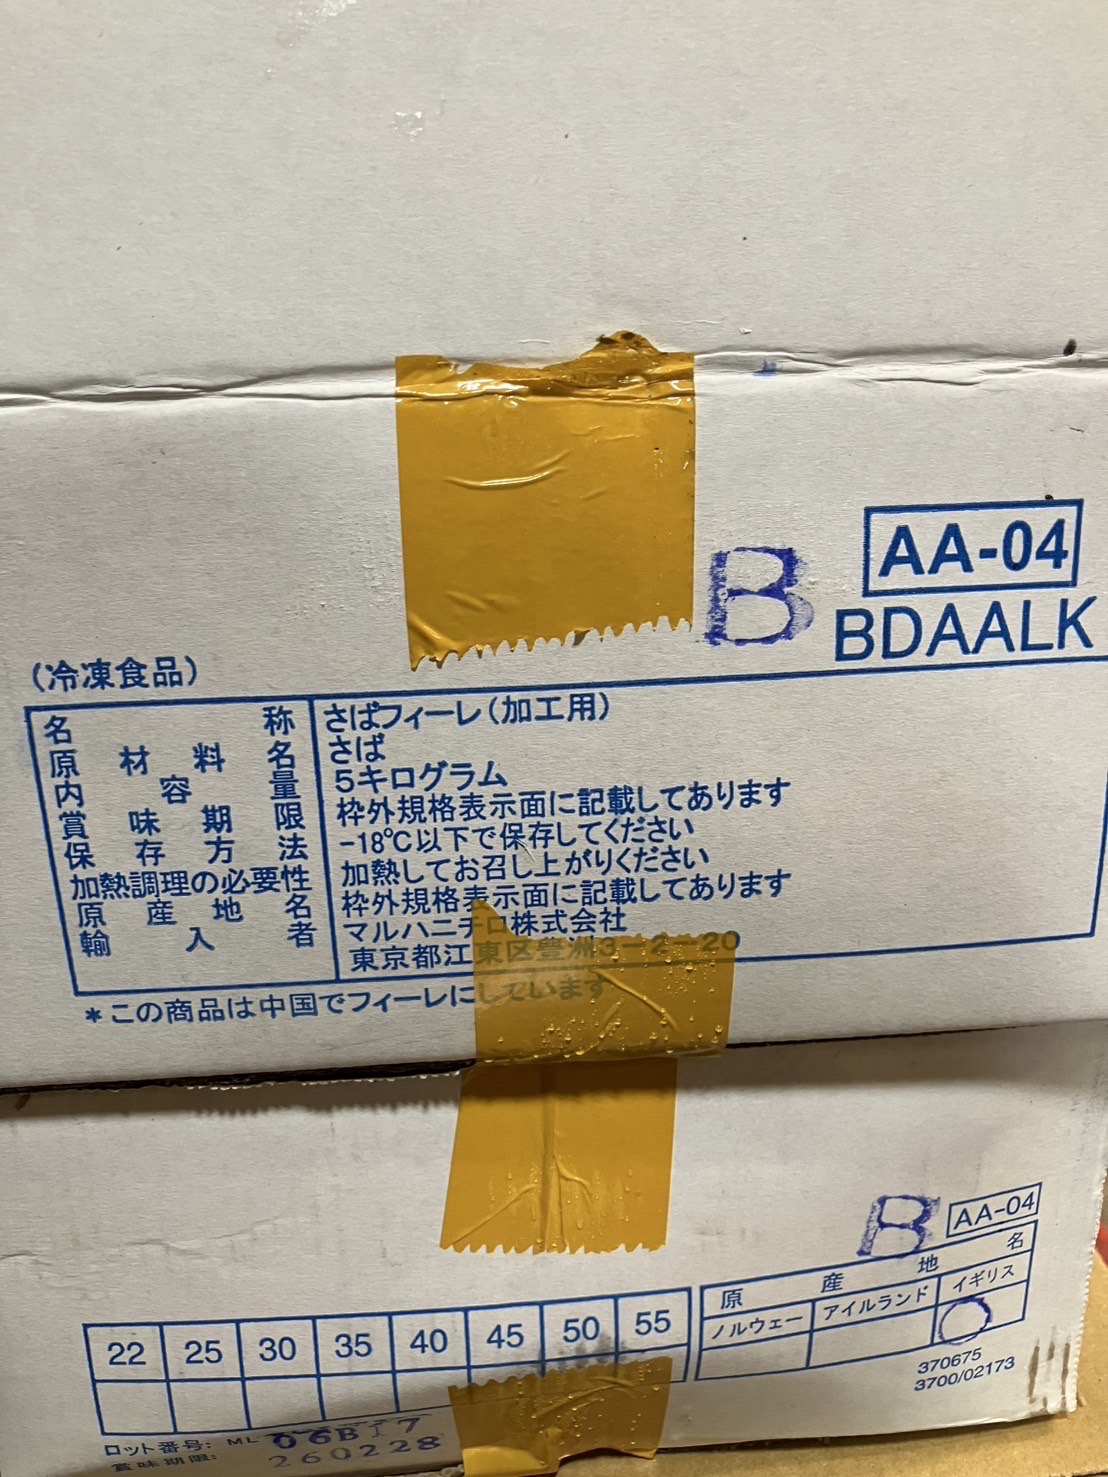 AA-04
B BDAALK
(冷凍食品)
名称 さばフィーレ(加工用)
原材料名 さば
内容量 5キログラム
賞味期限 枠外規格表示面に記載してあります
保存方法 -18℃以下で保存してください
加熱調理の必要性 加熱してお召し上がりください
原産地名 枠外規格表示面に記載してあります
輸入者 マルハニチロ株式会社
東京都江東区豊洲3-2-20
*この商品は中国でフィーレにしています
B AA-04
原産地名
ノルウェー アイルランド イギリス
22 25 30 35 40 45 50 55
370675
3700/02173
ロット番号: ML 06B17
賞味期限: 260228